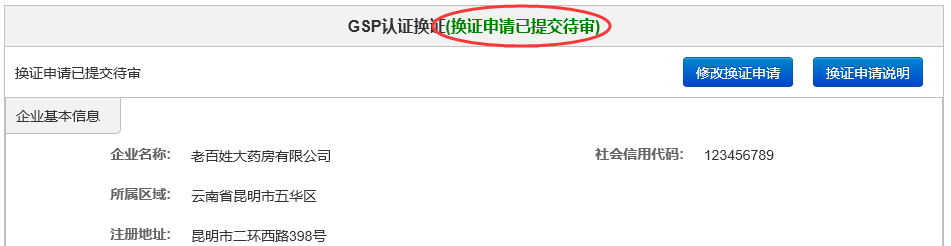 GSP认证换证(换证申请已提交待审)
换证申请已提交待审 修改换证申请 换证申请说明
企业基本信息
企业名称: 老百姓大药房有限公司 社会信用代码: 123456789
所属区域: 云南省昆明市五华区
注册地址: 昆明市二环西路398号